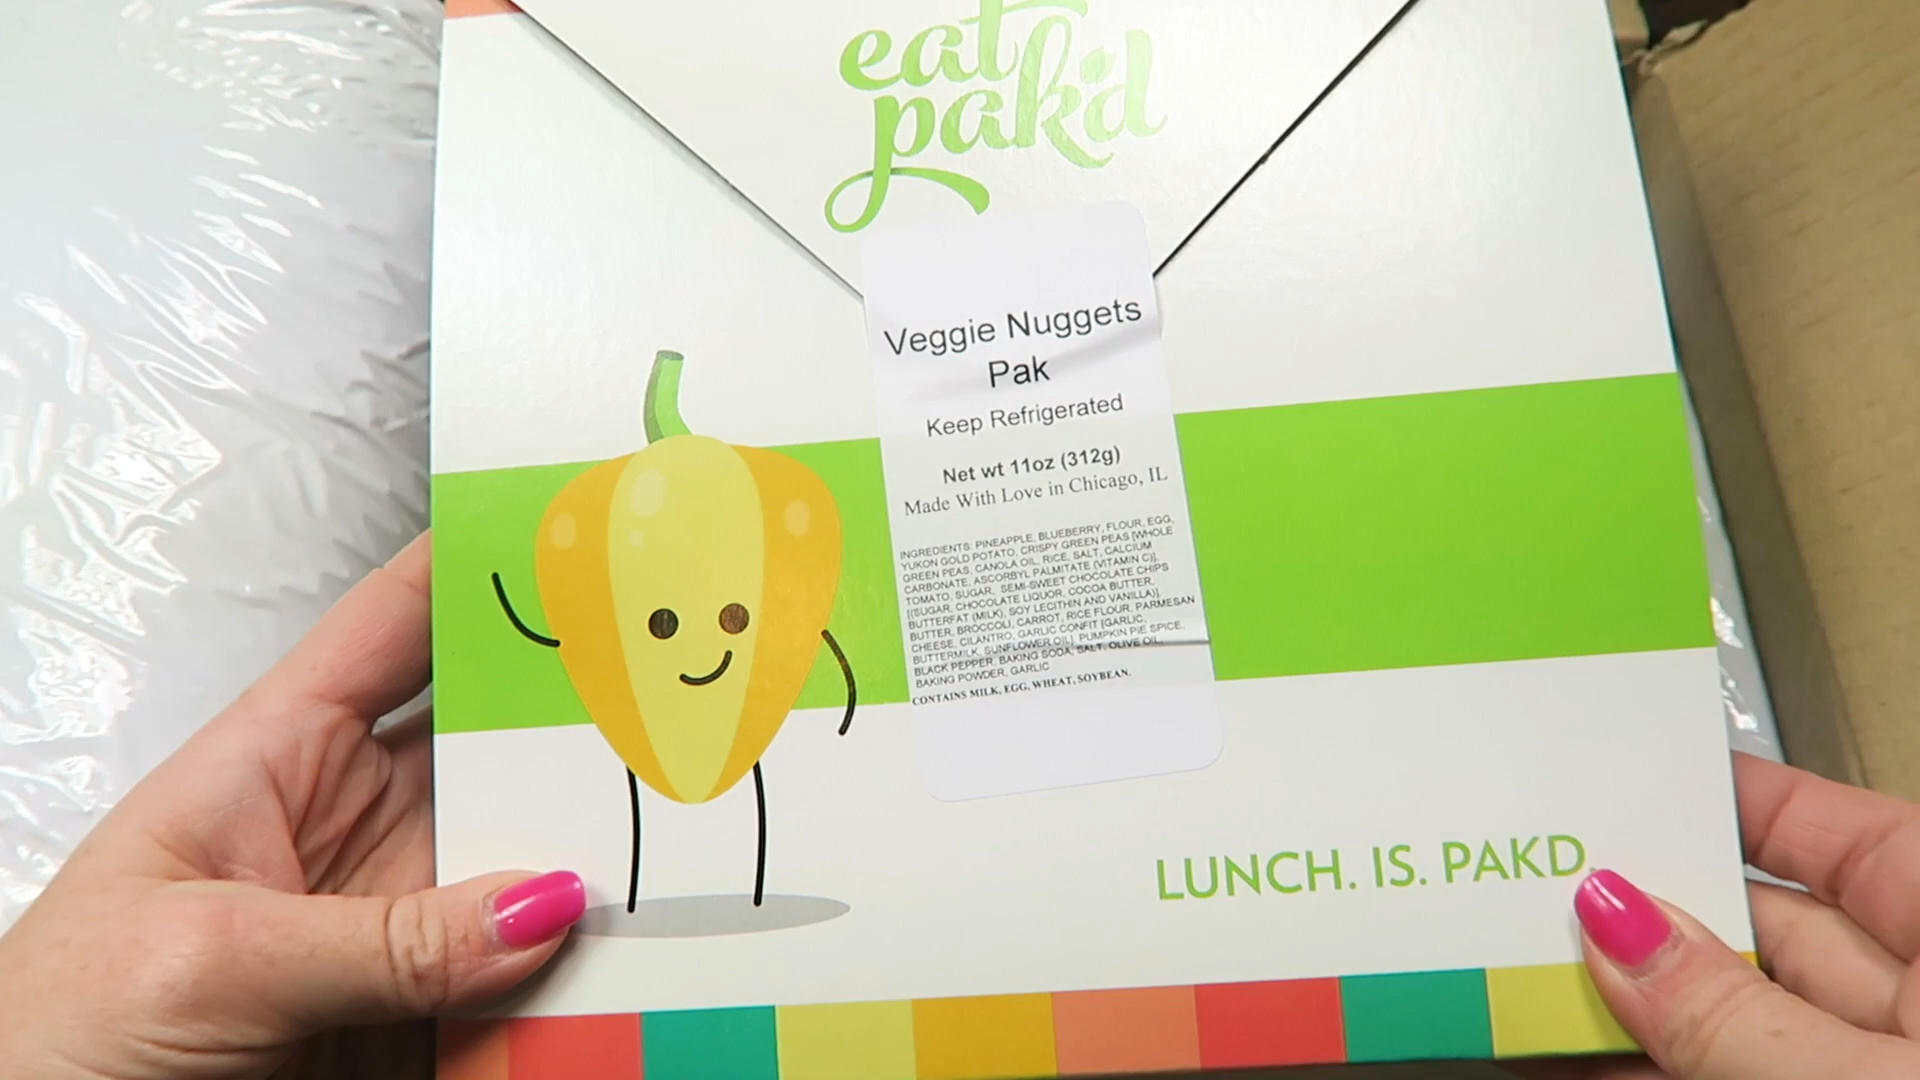 eat
pakd
Veggie Nuggets
Pak
Keep Refrigerated
Net wt 11oz (312g)
Made With Love in Chicago, IL
INGREDIENTS: PINEAPPLE, BLUEBERRY, FLOUR, EGG,
YUKON GOLD POTATO, CRISPY GREEN PEAS [WHOLE
GREEN PEAS, CANOLA OIL, RICE, SALT, CALCIUM
CARBONATE, ASCORBYL PALMITATE (VITAMIN C)],
TOMATO, SUGAR, SEMI-SWEET CHOCOLATE CHIPS
[(SUGAR, CHOCOLATE LIQUOR, COCOA BUTTER,
BUTTERFAT (MILK), SOY LECITHIN AND VANILLA)],
BUTTER, BROCCOLI, CARROT, RICE FLOUR, PARMESAN
CHEESE, CILANTRO, GARLIC CONFIT [GARLIC,
BUTTERMILK, SUNFLOWER OIL], PUMPKIN PIE SPICE,
BLACK PEPPER, BAKING SODA, SALT, OLIVE OIL,
BAKING POWDER, GARLIC
CONTAINS MILK, EGG, WHEAT, SOYBEAN.
LUNCH. IS. PAKD.